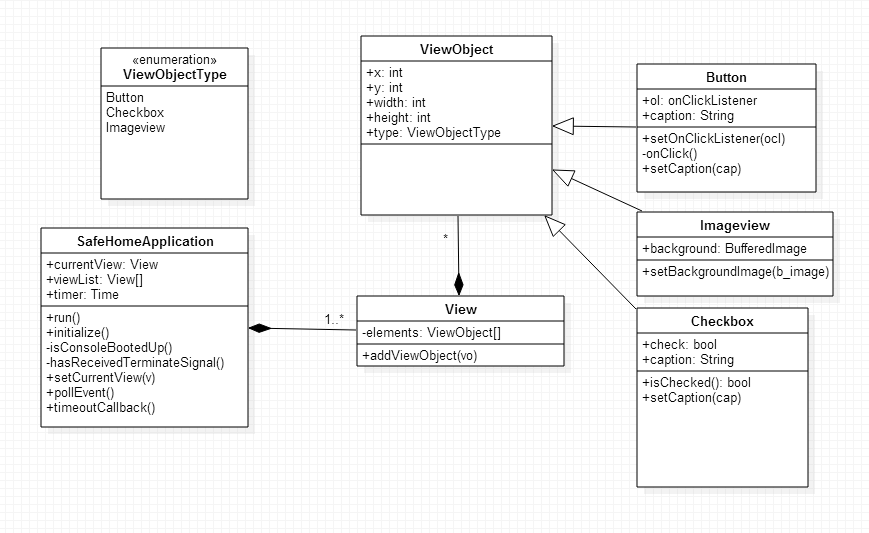 «enumeration»
ViewObjectType
Button
Checkbox
Imageview
ViewObject
+x: int
+y: int
+width: int
+height: int
+type: ViewObjectType
Button
+ol: onClickListener
+caption: String
+setOnClickListener(ocl)
-onClick()
+setCaption(cap)
Imageview
+background: BufferedImage
+setBackgroundImage(b_image)
SafeHomeApplication
+currentView: View
+viewList: View[]
+timer: Time
+run()
+initialize()
-isConsoleBootedUp()
-hasReceivedTerminateSignal()
+setCurrentView(v)
+pollEvent()
+timeoutCallback()
*
1..*
View
-elements: ViewObject[]
+addViewObject(vo)
Checkbox
+check: bool
+caption: String
+isChecked(): bool
+setCaption(cap)